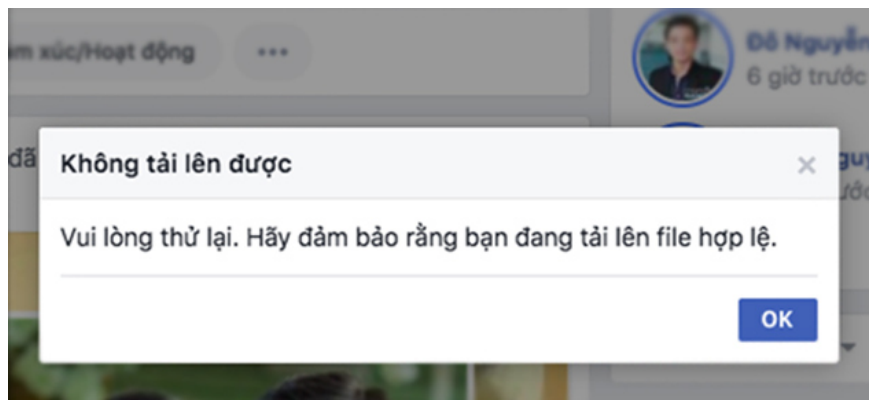 xúc/Hoạt động
Đỗ Nguyễn
6 giờ trước
đã
Không tải lên được
Vui lòng thử lại. Hãy đảm bảo rằng bạn đang tải lên file hợp lệ.
OK